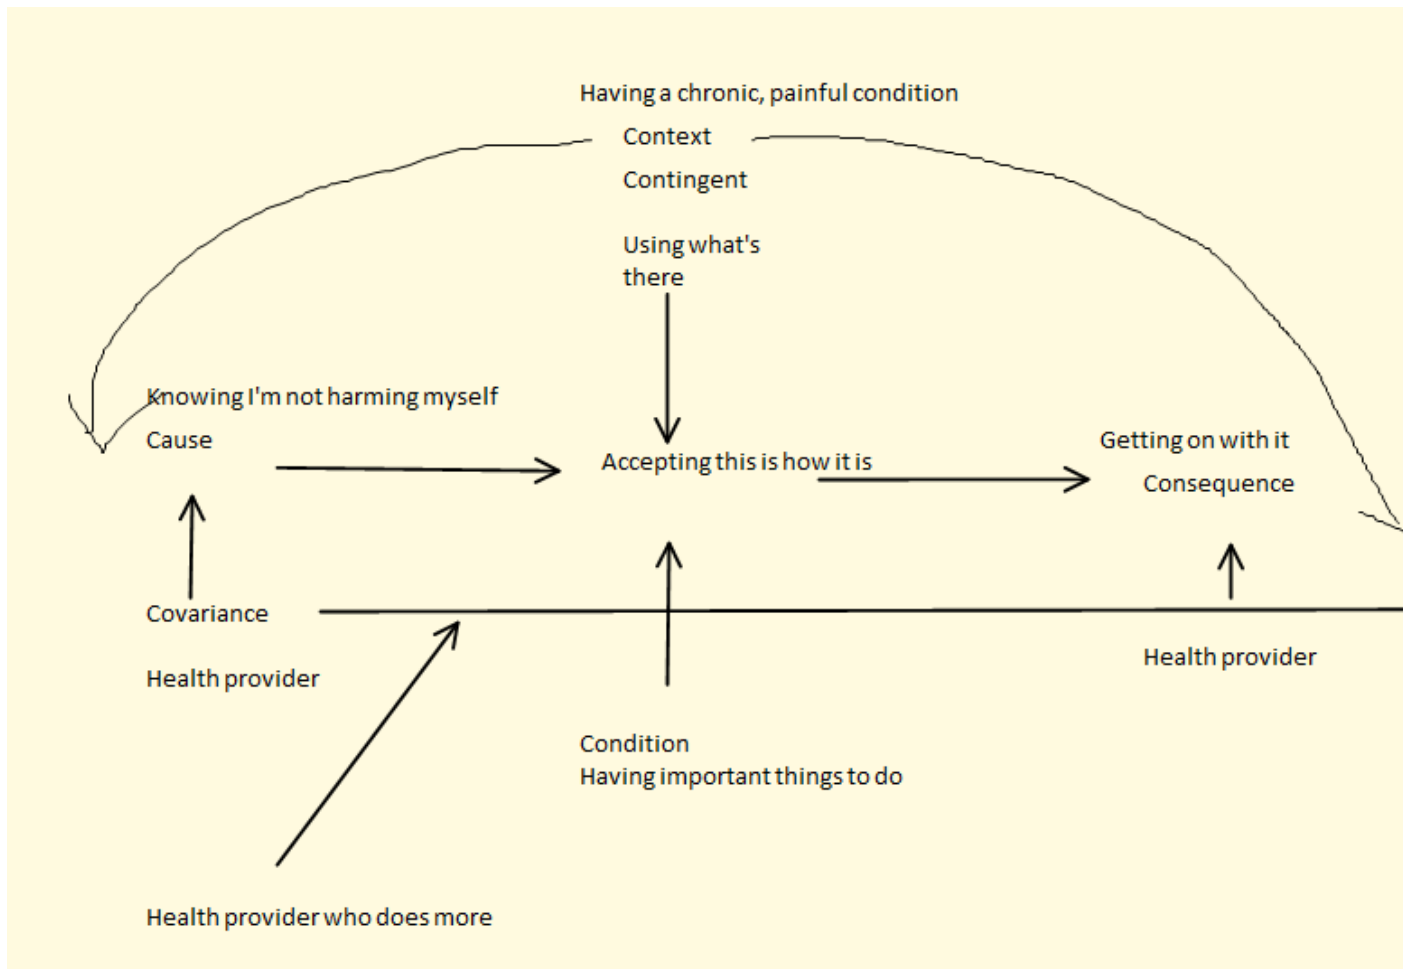 Having a chronic, painful condition
Context
Contingent
Using what's
there
Knowing I'm not harming myself
Cause
Accepting this is how it is
Getting on with it
Consequence
Covariance
Health provider
Health provider
Condition
Having important things to do
Health provider who does more